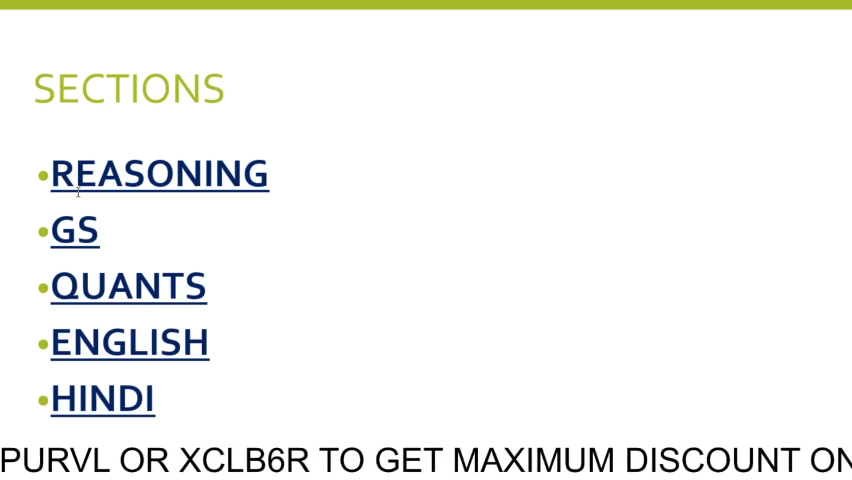 SECTIONS
•REASONING
•GS
•QUANTS
•ENGLISH
•HINDI
PURVL OR XCLB6R TO GET MAXIMUM DISCOUNT ON